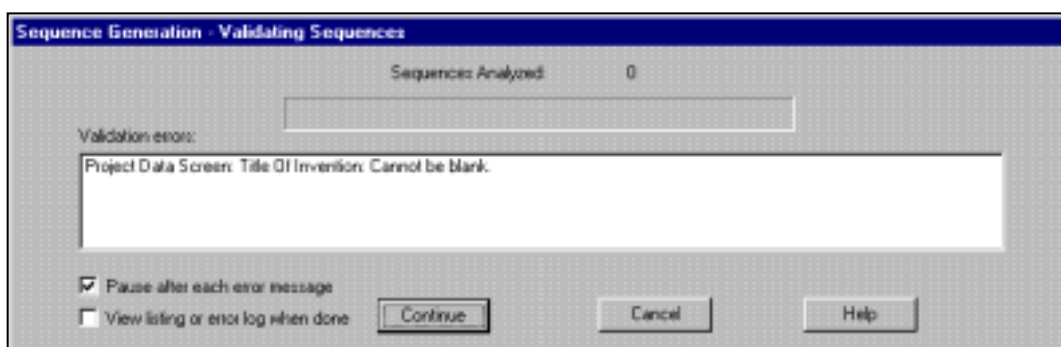 Sequence Generation - Validating Sequences
Sequences Analyzed 0
Validation errors:
Project Data Screen: Title Of Invention: Cannot be blank.
Pause after each error message
View listing or error log when done
Continue
Cancel
Help